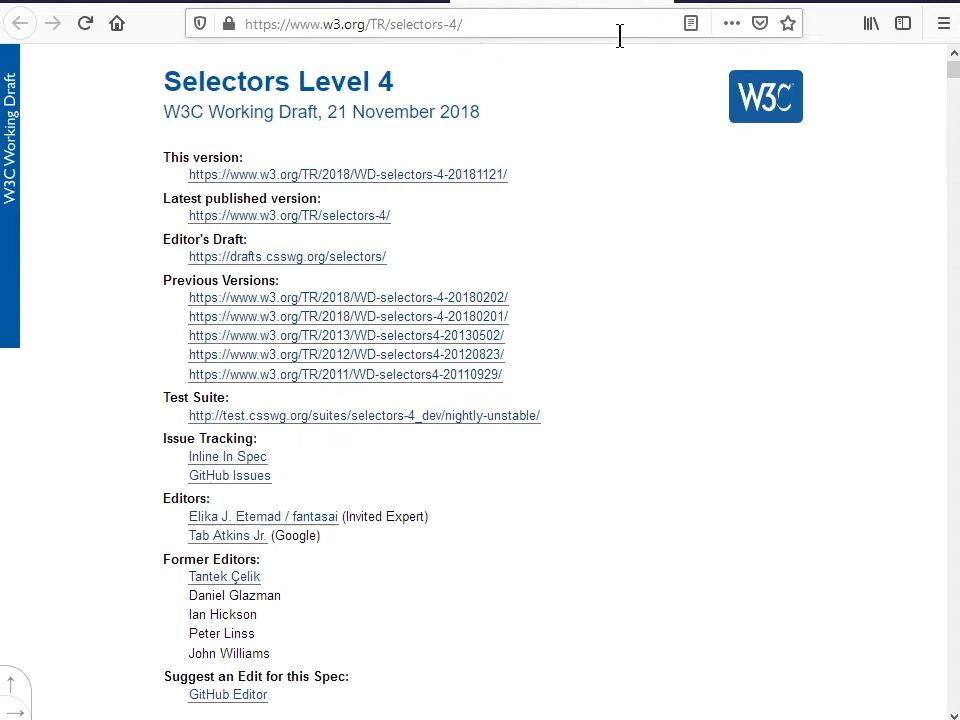 https://www.w3.org/TR/selectors-4/
W3C Working Draft
Selectors Level 4
W3C
W3C Working Draft, 21 November 2018
This version:
https://www.w3.org/TR/2018/WD-selectors-4-20181121/
Latest published version:
https://www.w3.org/TR/selectors-4/
Editor's Draft:
https://drafts.csswg.org/selectors/
Previous Versions:
https://www.w3.org/TR/2018/WD-selectors-4-20180202/
https://www.w3.org/TR/2018/WD-selectors-4-20180201/
https://www.w3.org/TR/2013/WD-selectors4-20130502/
https://www.w3.org/TR/2012/WD-selectors4-20120823/
https://www.w3.org/TR/2011/WD-selectors4-20110929/
Test Suite:
http://test.csswg.org/suites/selectors-4_dev/nightly-unstable/
Issue Tracking:
Inline In Spec
GitHub Issues
Editors:
Elika J. Etemad / fantasai (Invited Expert)
Tab Atkins Jr. (Google)
Former Editors:
Tantek Çelik
Daniel Glazman
Ian Hickson
Peter Linss
John Williams
Suggest an Edit for this Spec:
GitHub Editor